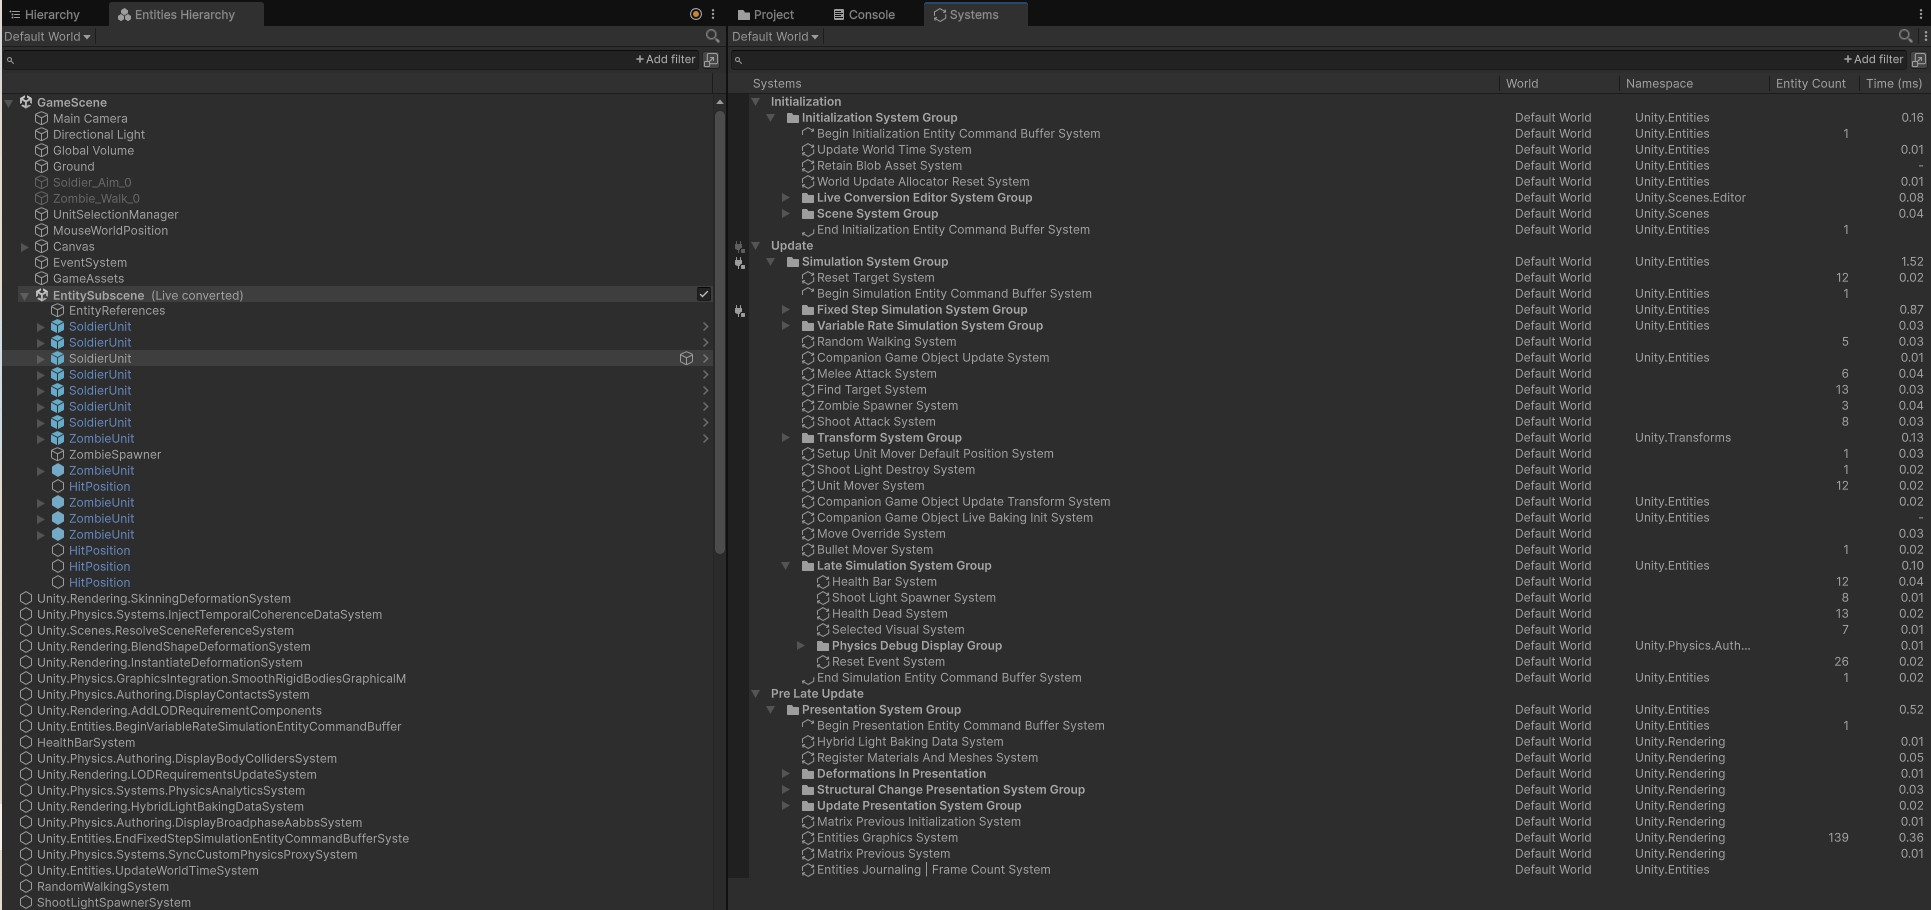 Hierarchy
Entities Hierarchy
Default World
+ Add filter
GameScene
Main Camera
Directional Light
Global Volume
Ground
Soldier_Aim_0
Zombie_Walk_0
UnitSelectionManager
MouseWorldPosition
Canvas
EventSystem
GameAssets
EntitySubscene (Live converted)
EntityReferences
SoldierUnit
SoldierUnit
SoldierUnit
SoldierUnit
SoldierUnit
SoldierUnit
SoldierUnit
ZombieUnit
ZombieSpawner
ZombieUnit
HitPosition
ZombieUnit
ZombieUnit
ZombieUnit
HitPosition
HitPosition
HitPosition
Unity.Rendering.SkinningDeformationSystem
Unity.Physics.Systems.InjectTemporalCoherenceDataSystem
Unity.Scenes.ResolveSceneReferenceSystem
Unity.Rendering.BlendShapeDeformationSystem
Unity.Rendering.InstantiateDeformationSystem
Unity.Physics.GraphicsIntegration.SmoothRigidBodiesGraphicalM
Unity.Physics.Authoring.DisplayContactsSystem
Unity.Rendering.AddLODRequirementComponents
Unity.Entities.BeginVariableRateSimulationEntityCommandBuffer
HealthBarSystem
Unity.Physics.Authoring.DisplayBodyCollidersSystem
Unity.Rendering.LODRequirementsUpdateSystem
Unity.Physics.Systems.PhysicsAnalyticsSystem
Unity.Rendering.HybridLightBakingDataSystem
Unity.Physics.Authoring.DisplayBroadphaseAabbsSystem
Unity.Entities.EndFixedStepSimulationEntityCommandBufferSyste
Unity.Physics.Systems.SyncCustomPhysicsProxySystem
Unity.Entities.UpdateWorldTimeSystem
RandomWalkingSystem
ShootLightSpawnerSystem
Project
Console
Systems
Default World
+ Add filter
Systems World Namespace Entity Count Time (ms)
Initialization
Initialization System Group Default World Unity.Entities 0.16
Begin Initialization Entity Command Buffer System Default World Unity.Entities 1
Update World Time System Default World Unity.Entities 0.01
Retain Blob Asset System Default World Unity.Entities -
World Update Allocator Reset System Default World Unity.Entities 0.01
Live Conversion Editor System Group Default World Unity.Scenes.Editor 0.08
Scene System Group Default World Unity.Scenes 0.04
End Initialization Entity Command Buffer System Default World Unity.Entities 1
Update
Simulation System Group Default World Unity.Entities 1.52
Reset Target System Default World 12 0.02
Begin Simulation Entity Command Buffer System Default World Unity.Entities 1
Fixed Step Simulation System Group Default World Unity.Entities 0.87
Variable Rate Simulation System Group Default World Unity.Entities 0.03
Random Walking System Default World 5 0.03
Companion Game Object Update System Default World Unity.Entities 0.01
Melee Attack System Default World 6 0.04
Find Target System Default World 13 0.03
Zombie Spawner System Default World 3 0.04
Shoot Attack System Default World 8 0.03
Transform System Group Default World Unity.Transforms 0.13
Setup Unit Mover Default Position System Default World 1 0.03
Shoot Light Destroy System Default World 1 0.02
Unit Mover System Default World 12 0.02
Companion Game Object Update Transform System Default World Unity.Entities 0.02
Companion Game Object Live Baking Init System Default World Unity.Entities -
Move Override System Default World 0.03
Bullet Mover System Default World 1 0.02
Late Simulation System Group Default World Unity.Entities 0.10
Health Bar System Default World 12 0.04
Shoot Light Spawner System Default World 8 0.01
Health Dead System Default World 13 0.02
Selected Visual System Default World 7 0.01
Physics Debug Display Group Default World Unity.Physics.Auth... 0.01
Reset Event System Default World 26 0.02
End Simulation Entity Command Buffer System Default World Unity.Entities 1 0.02
Pre Late Update
Presentation System Group Default World Unity.Entities 0.52
Begin Presentation Entity Command Buffer System Default World Unity.Entities 1
Hybrid Light Baking Data System Default World Unity.Rendering 0.01
Register Materials And Meshes System Default World Unity.Rendering 0.05
Deformations In Presentation Default World Unity.Rendering 0.01
Structural Change Presentation System Group Default World Unity.Rendering 0.03
Update Presentation System Group Default World Unity.Rendering 0.02
Matrix Previous Initialization System Default World Unity.Rendering 0.01
Entities Graphics System Default World Unity.Rendering 139 0.36
Matrix Previous System Default World Unity.Rendering 0.01
Entities Journaling | Frame Count System Default World Unity.Entities